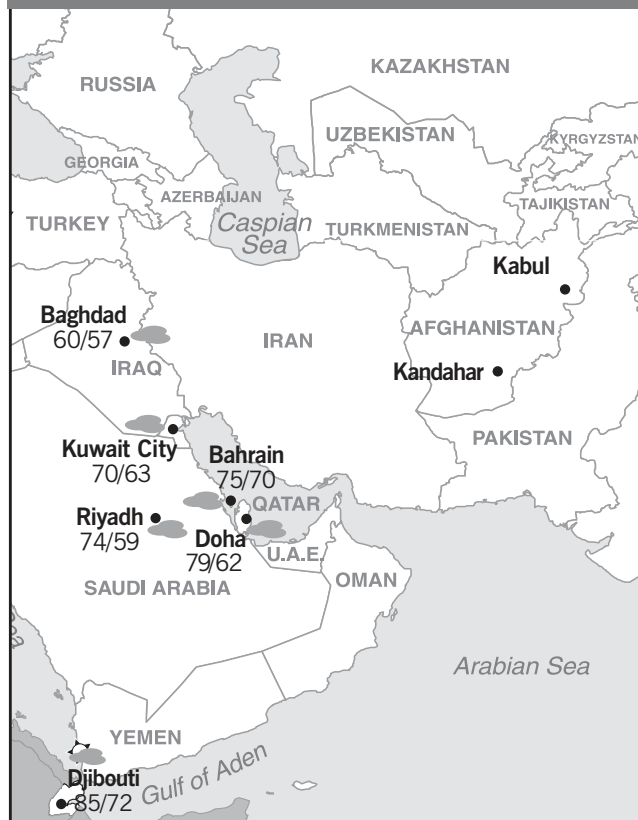 KAZAKHSTAN
RUSSIA
UZBEKISTAN
KYRGYZSTAN
GEORGIA
AZERBAIJAN
TAJIKISTAN
TURKEY
Caspian
Sea
TURKMENISTAN
Kabul
Baghdad
60/57
IRAN
AFGHANISTAN
IRAQ
Kandahar
Kuwait City
70/63
PAKISTAN
Bahrain
75/70
QATAR
Riyadh
74/59
Doha
79/62
U.A.E.
OMAN
SAUDI ARABIA
Arabian Sea
YEMEN
Gulf of Aden
Djibouti
85/72